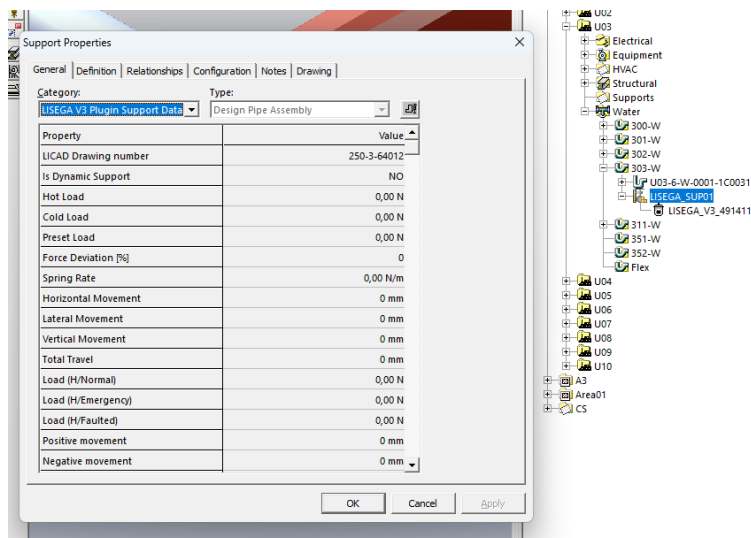 Support Properties
General Definition Relationships Configuration Notes Drawing
Category: Type:
LISEGA V3 Plugin Support Data Design Pipe Assembly
Property Value
LICAD Drawing number 250-3-64012
Is Dynamic Support NO
Hot Load 0,00 N
Cold Load 0,00 N
Preset Load 0,00 N
Force Deviation [%] 0
Spring Rate 0,00 N/m
Horizontal Movement 0 mm
Lateral Movement 0 mm
Vertical Movement 0 mm
Total Travel 0 mm
Load (H/Normal) 0,00 N
Load (H/Emergency) 0,00 N
Load (H/Faulted) 0,00 N
Positive movement 0 mm
Negative movement 0 mm
OK Cancel Apply
U02
U03
Electrical
Equipment
HVAC
Structural
Supports
Water
300-W
301-W
302-W
303-W
U03-6-W-0001-1C0031
LISEGA_SUP01
LISEGA_V3_491411
311-W
351-W
352-W
Flex
U04
U05
U06
U07
U08
U09
U10
A3
Area01
CS